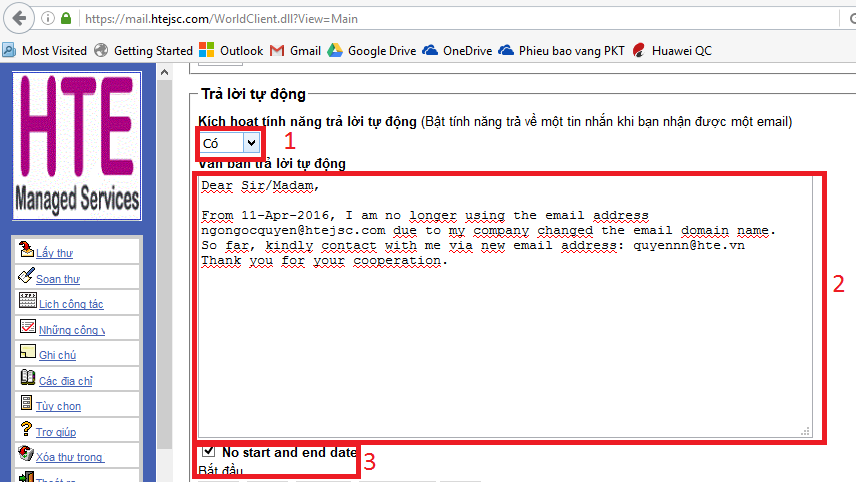 https://mail.htejsc.com/WorldClient.dll?View=Main
Most Visited Getting Started Outlook Gmail Google Drive OneDrive Phieu bao vang PKT Huawei QC
HTE
Managed Services
Lấy thư
Soạn thư
Lịch công tác
Những công v
Ghi chú
Các địa chỉ
Tùy chọn
Trợ giúp
Xóa thư trong
Thoát ra
Trả lời tự động
Kích hoạt tính năng trả lời tự động (Bật tính năng trả về một tin nhắn khi bạn nhận được một email)
Có
1
Văn bản trả lời tự động
Dear Sir/Madam,
From 11-Apr-2016, I am no longer using the email address
ngongocquyen@htejsc.com due to my company changed the email domain name.
So far, kindly contact with me via new email address: quyennn@hte.vn
Thank you for your cooperation.
2
No start and end date
3
Bắt đầu